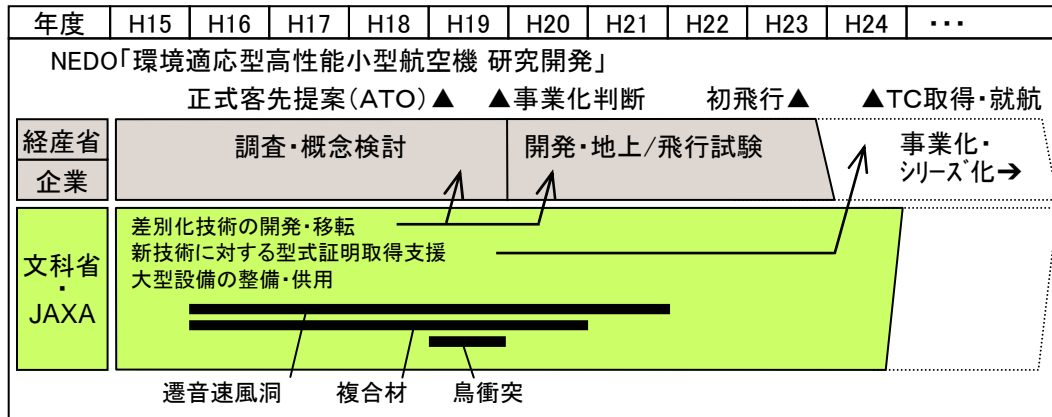 年度 H15 H16 H17 H18 H19 H20 H21 H22 H23 H24 ･･･
NEDO「環境適応型高性能小型航空機 研究開発」
正式客先提案（ATO）▲ ▲事業化判断 初飛行▲ ▲TC取得・就航
経産省
企業
調査・概念検討
開発・地上/飛行試験
事業化・
ｼﾘｰｽﾞ化➔
文科省
・
JAXA
差別化技術の開発・移転
新技術に対する型式証明取得支援
大型設備の整備・供用
遷音速風洞 複合材 鳥衝突